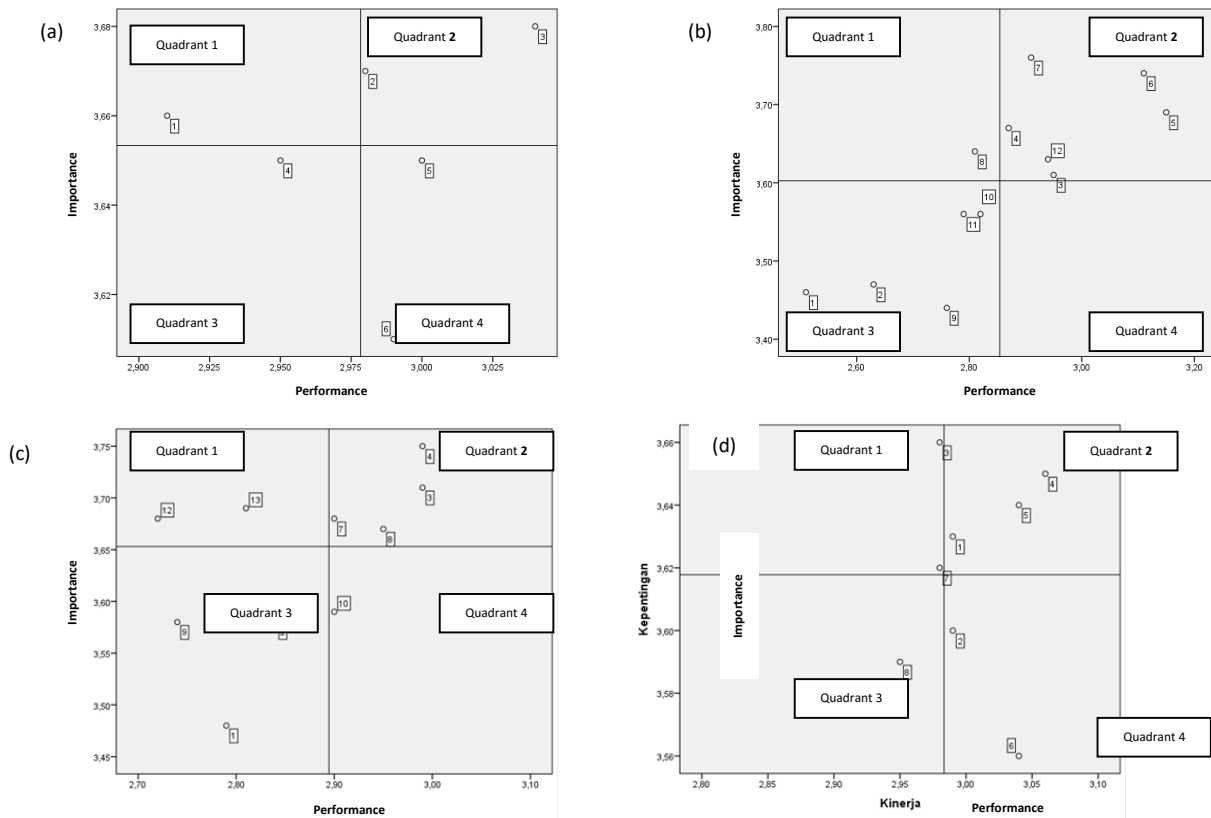 (a)
Quadrant 1
Quadrant 2
Quadrant 3
Quadrant 4
3,68
3,66
3,64
3,62
Importance
1
2
3
4
5
6
2,900
2,925
2,950
2,975
3,000
3,025
Performance
(b)
Quadrant 1
Quadrant 2
Quadrant 3
Quadrant 4
3,80
3,70
3,60
3,50
3,40
Importance
7
6
5
4
12
8
3
10
11
1
2
9
2,60
2,80
3,00
3,20
Performance
(c)
Quadrant 1
Quadrant 2
Quadrant 3
Quadrant 4
3,75
3,70
3,65
3,60
3,55
3,50
3,45
Importance
4
3
13
12
7
8
10
9
1
2,70
2,80
2,90
3,00
3,10
Performance
(d)
Quadrant 1
Quadrant 2
Quadrant 3
Quadrant 4
3,66
3,64
3,62
3,60
3,58
3,56
Kepentingan
Importance
3
4
5
1
7
2
8
6
2,80
2,85
2,90
2,95
3,00
3,05
3,10
Kinerja
Performance